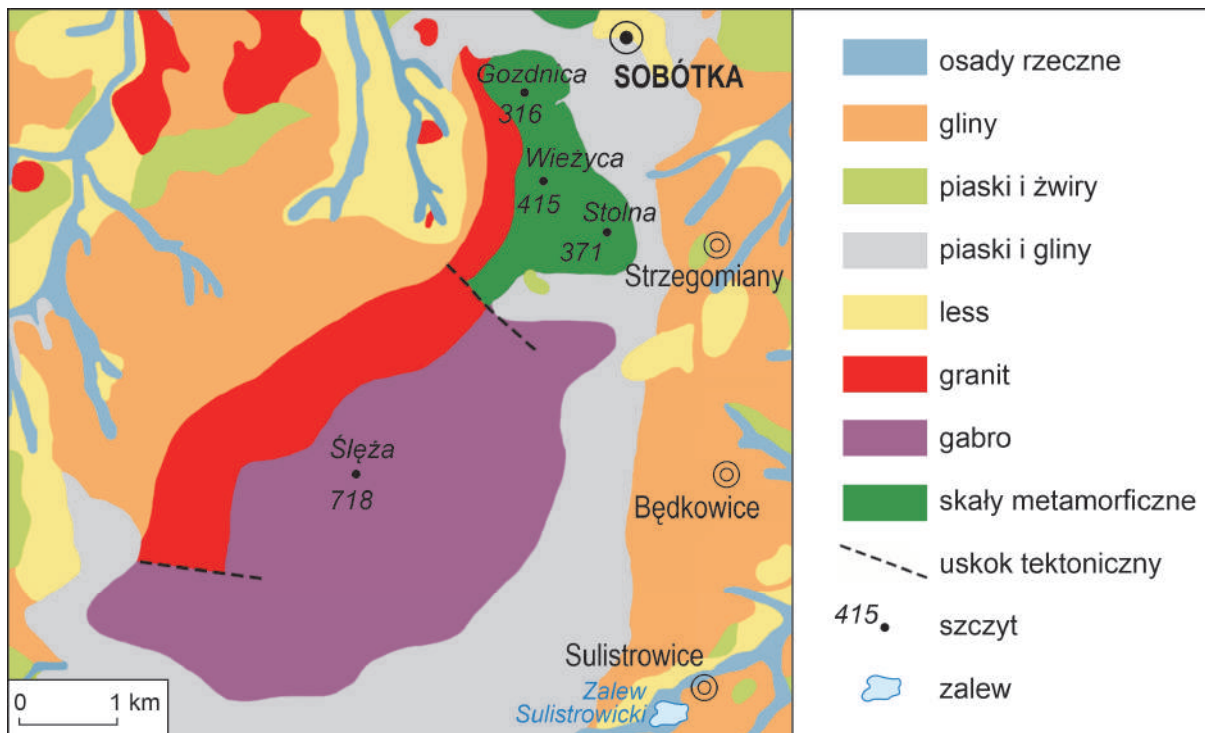 SOBÓTKA
Gozdnica
316
Wieżyca
415
Stolna
371
Strzegomiany
Ślęża
718
Będkowice
Sulistrowice
Zalew
Sulistrowicki
0 1 km
osady rzeczne
gliny
piaski i żwiry
piaski i gliny
less
granit
gabro
skały metamorficzne
uskok tektoniczny
415 szczyt
zalew